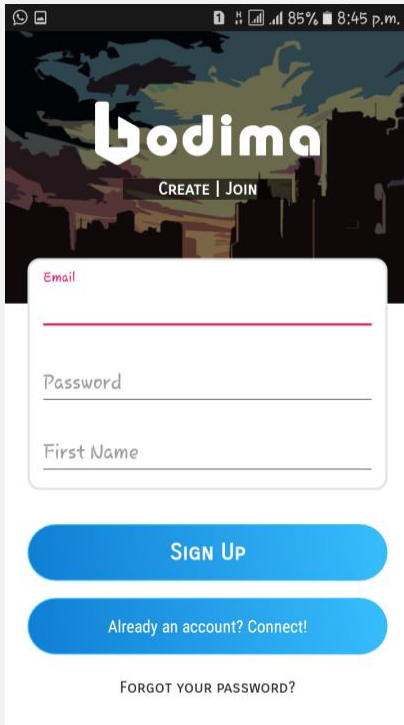 85% 8:45 p.m.
bodima
CREATE | JOIN
Email
Password
First Name
SIGN UP
Already an account? Connect!
FORGOT YOUR PASSWORD?